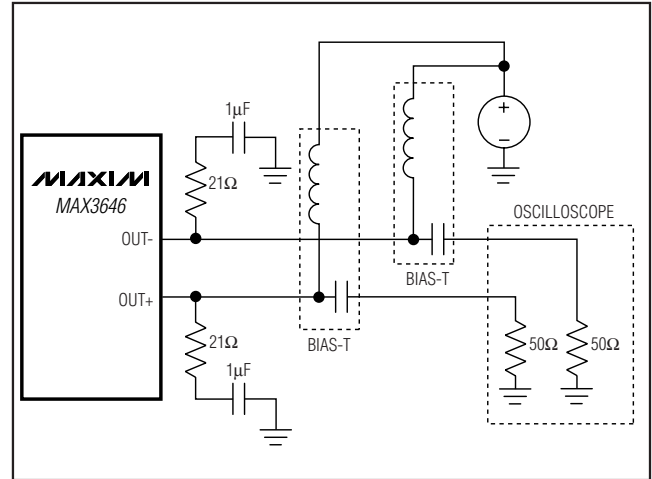 1μF
MAXIM
MAX3646
21Ω
OUT-
OUT+
21Ω
1μF
BIAS-T
BIAS-T
+
−
OSCILLOSCOPE
50Ω
50Ω